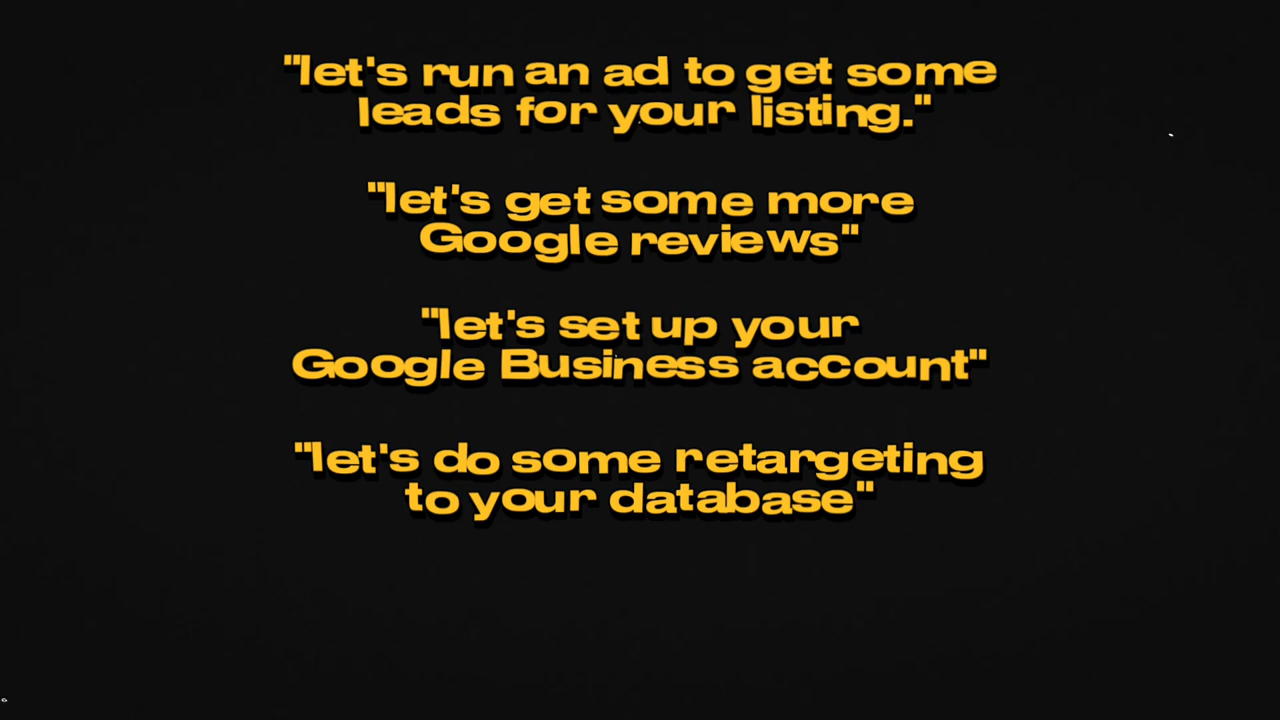 "let's run an ad to get some
leads for your listing."
"let's get some more
Google reviews"
"let's set up your
Google Business account"
"let's do some retargeting
to your database"